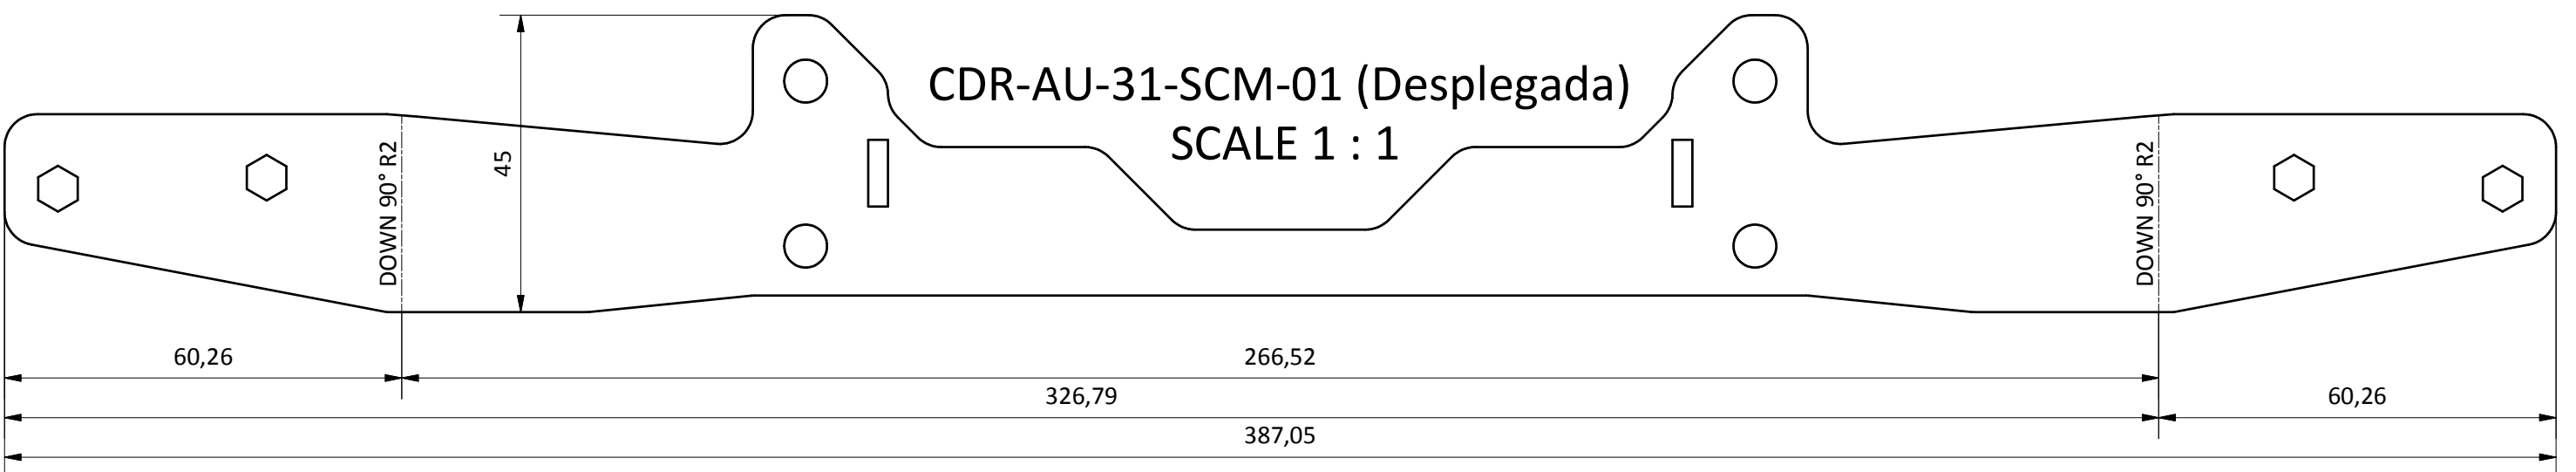 CDR-AU-31-SCM-01 (Desplegada)
SCALE 1 : 1
DOWN 90° R2
45
DOWN 90° R2
60,26
266,52
326,79
60,26
387,05